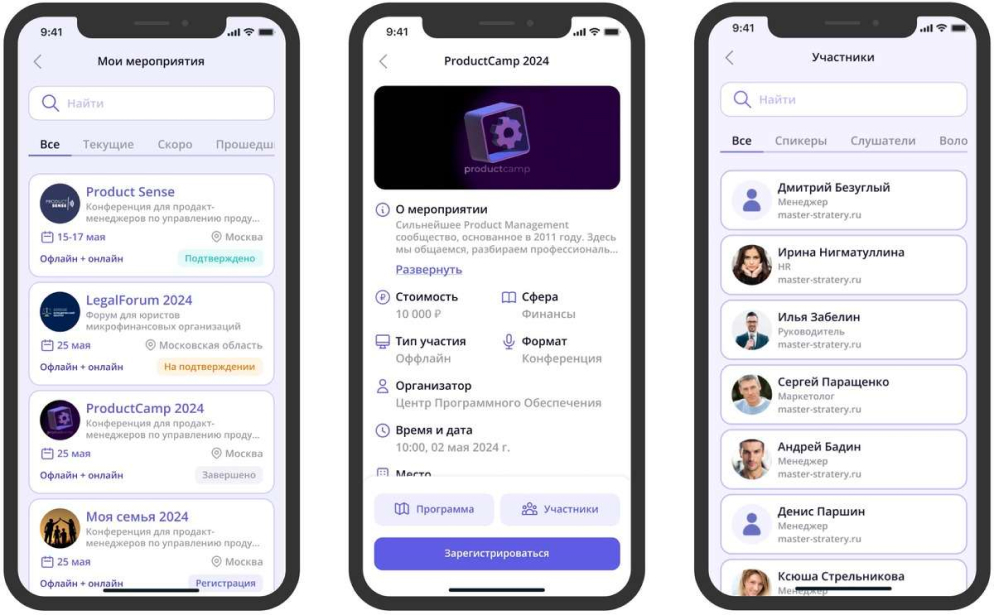 9:41
Мои мероприятия
Найти
Все Текущие Скоро Прошедш
PRODUCT SENSE
Product Sense
Конференция для продакт-
менеджеров по управлению проду...
15-17 мая Москва
Офлайн + онлайн Подтверждено
LegalForum 2024
Форум для юристов
микрофинансовых организаций
25 мая Московская область
Офлайн + онлайн На подтверждении
ProductCamp 2024
Конференция для продакт-
менеджеров по управлению проду...
25 мая Москва
Офлайн + онлайн Завершено
Моя семья 2024
Конференция для продакт-
менеджеров по управлению проду...
25 мая Москва
Офлайн + онлайн Регистрация
9:41
ProductCamp 2024
productcamp
О мероприятии
Сильнейшее Product Management
сообщество, основанное в 2011 году. Здесь
мы общаемся, разбираем профессиональ...
Развернуть
Стоимость Сфера
10 000 ₽ Финансы
Тип участия Формат
Оффлайн Конференция
Организатор
Центр Программного Обеспечения
Время и дата
10:00, 02 мая 2024 г.
Место
Программа Участники
Зарегистрироваться
9:41
Участники
Найти
Все Спикеры Слушатели Воло
Дмитрий Безуглый
Менеджер
master-stratery.ru
Ирина Нигматуллина
HR
master-stratery.ru
Илья Забелин
Руководитель
master-stratery.ru
Сергей Паращенко
Маркетолог
master-stratery.ru
Андрей Бадин
Менеджер
master-stratery.ru
Денис Паршин
Менеджер
master-stratery.ru
Ксюша Стрельникова
Менеджер